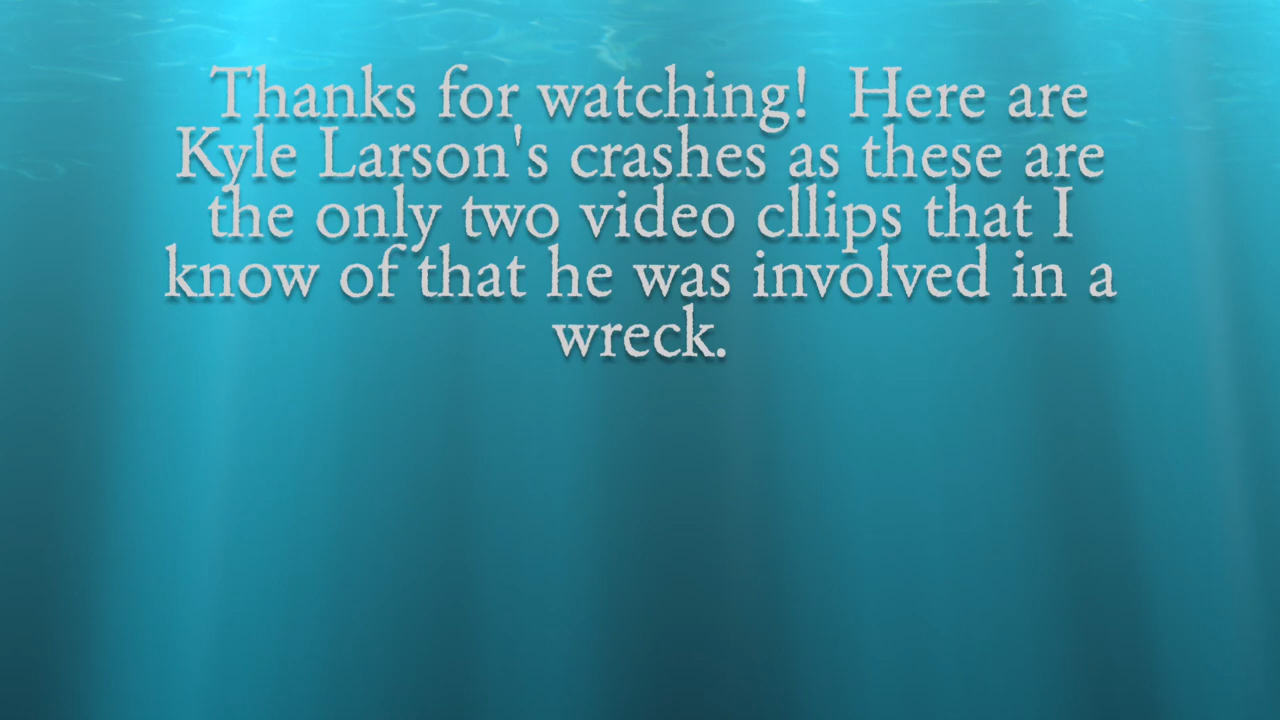 Thanks for watching!  Here are
Kyle Larson's crashes as these are
the only two video cllips that I
know of that he was involved in a
wreck.